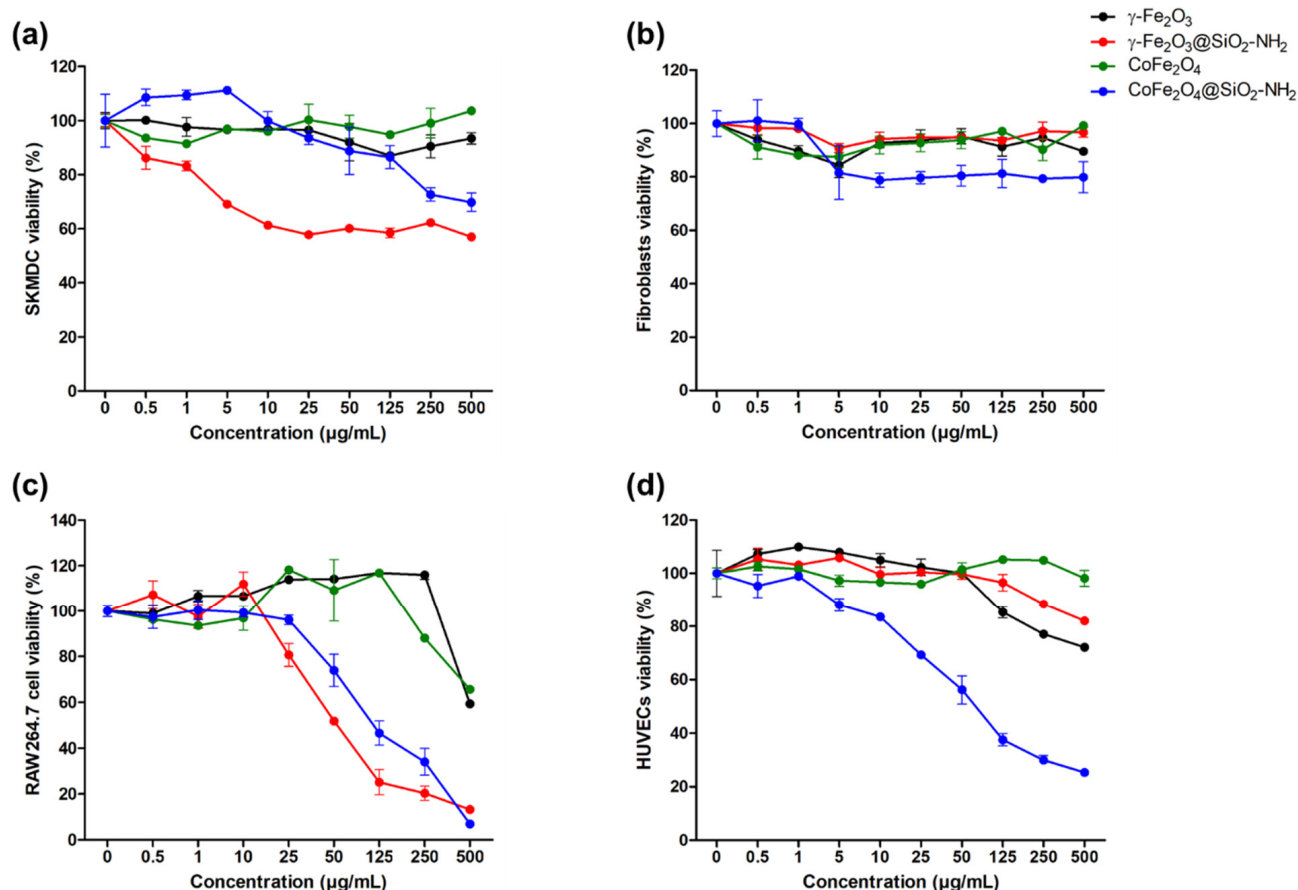 (a)
120
100
80
60
40
20
0
SKMDC viability (%)
0 0.5 1 5 10 25 50 125 250 500
Concentration (µg/mL)
(b)
120
100
80
60
40
20
0
Fibroblasts viability (%)
0 0.5 1 5 10 25 50 125 250 500
Concentration (µg/mL)
γ-Fe₂O₃
γ-Fe₂O₃@SiO₂-NH₂
CoFe₂O₄
CoFe₂O₄@SiO₂-NH₂
(c)
140
120
100
80
60
40
20
0
RAW264.7 cell viability (%)
0 0.5 1 10 25 50 125 250 500
Concentration (µg/mL)
(d)
120
100
80
60
40
20
0
HUVECs viability (%)
0 0.5 1 5 10 25 50 125 250 500
Concentration (µg/mL)